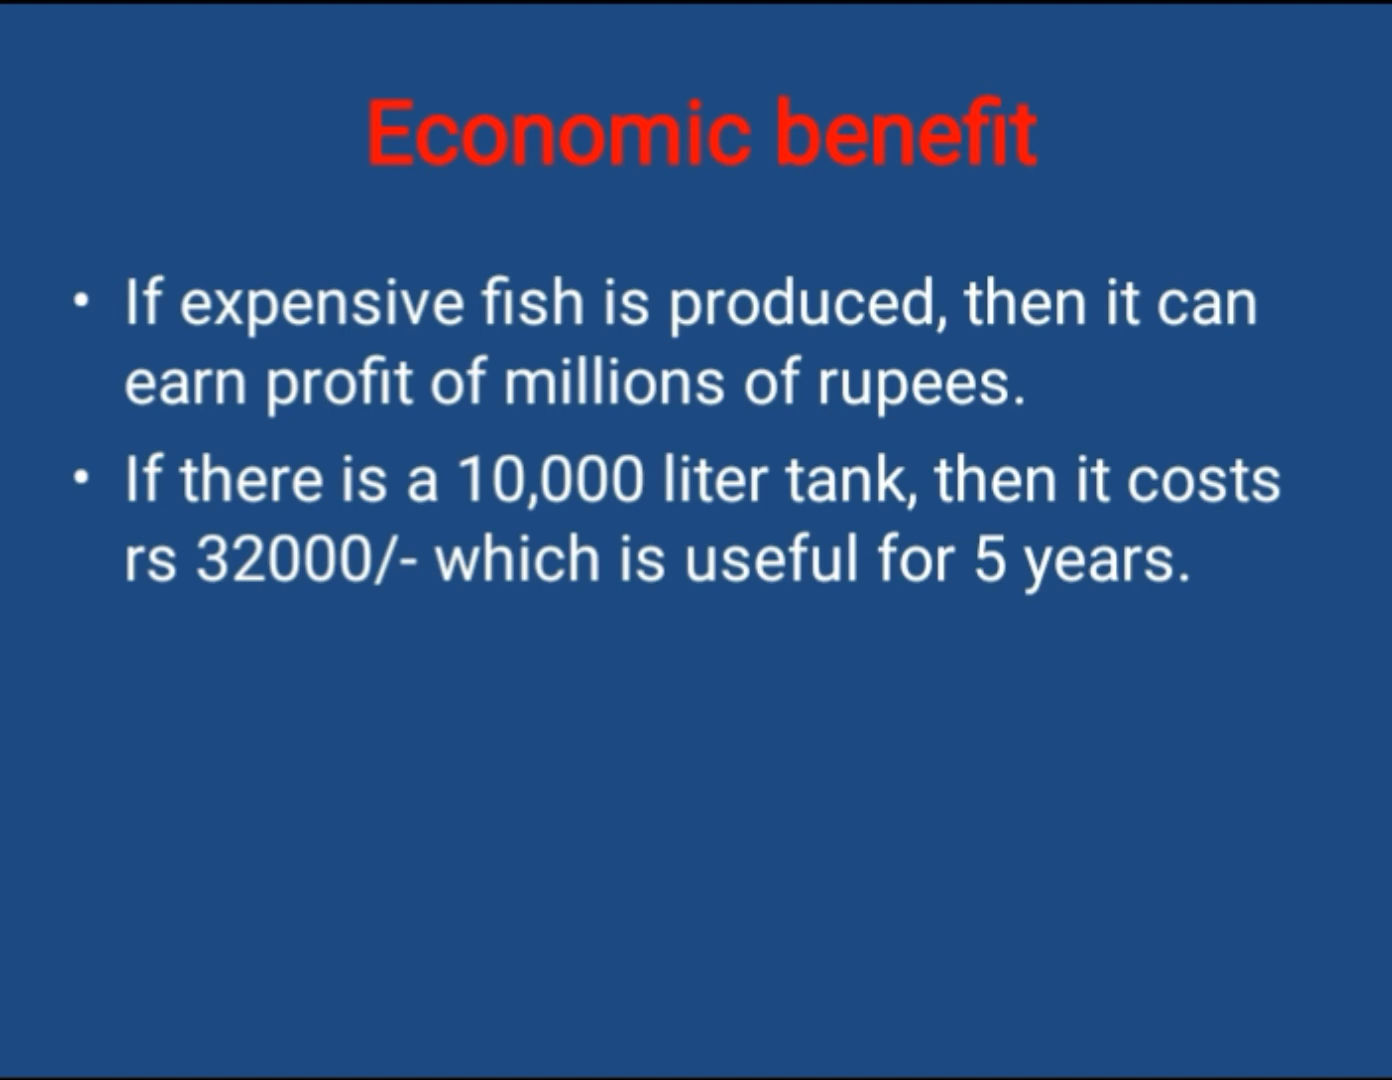 Economic benefit
• If expensive fish is produced, then it can
earn profit of millions of rupees.
• If there is a 10,000 liter tank, then it costs
rs 32000/- which is useful for 5 years.